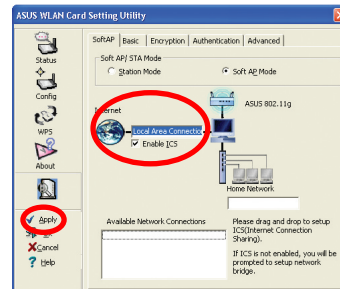 ASUS WLAN Card Setting Utility
SoftAP Basic Encryption Authentication Advanced
Status
Config
WPS
About
Apply
Cancel
Help
Soft AP/ STA Mode
Station Mode
Soft AP Mode
Internet
Local Area Connection
Enable ICS
ASUS 802.11g
Home Network
Available Network Connections
Please drag and drop to setup
ICS(Internet Connection
Sharing).
If ICS is not enabled, you will be
prompted to setup network
bridge.